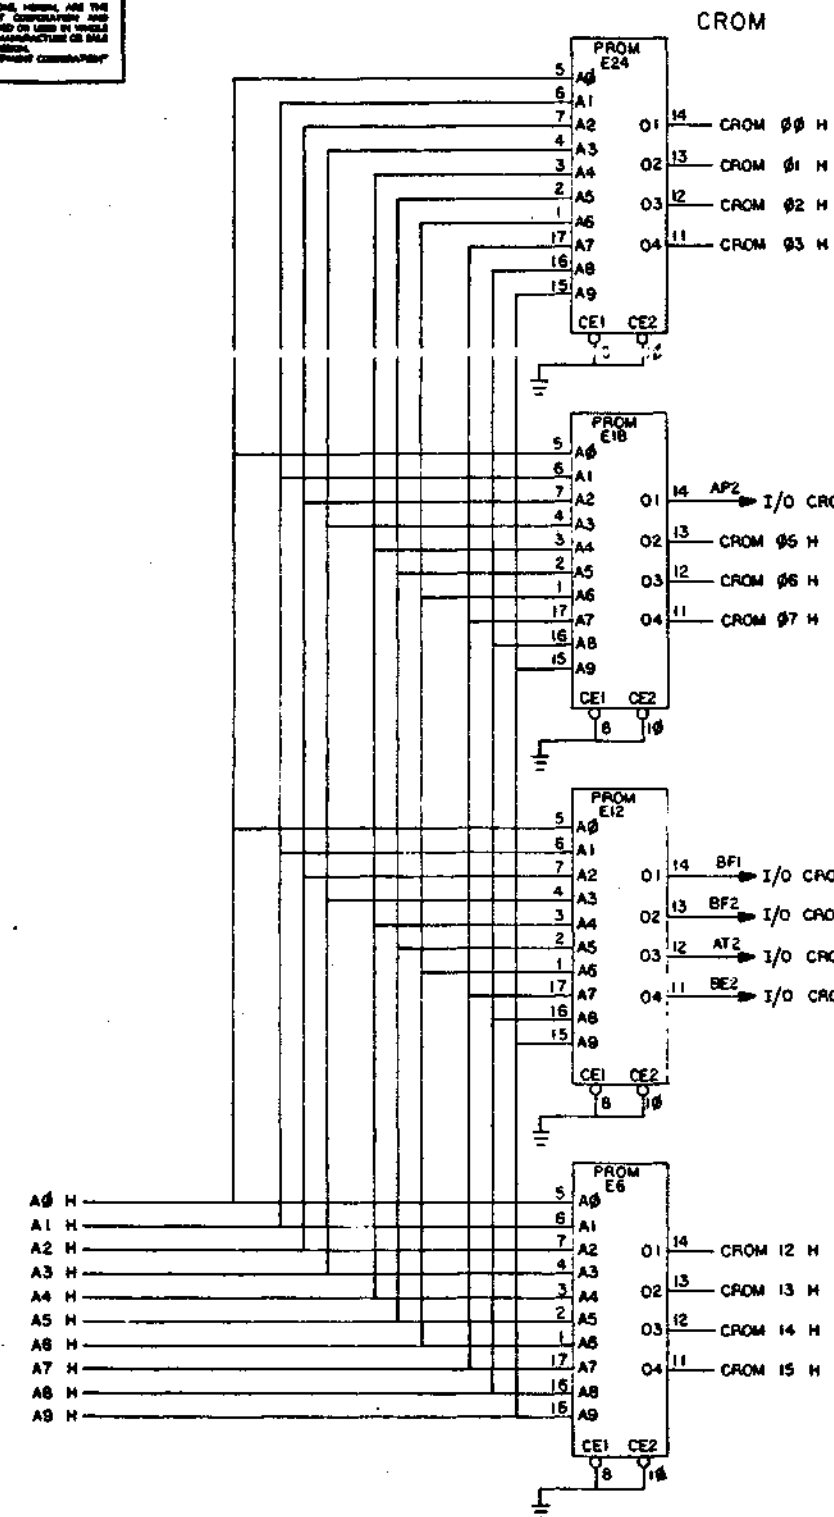 CORPORATION AND
CROM
PROM
E24
5 AØ
6 A1
7 A2 O1 14 CROM ØØ H
4 A3
3 A4 O2 13 CROM Ø1 H
2 A5 O3 12 CROM Ø2 H
1 A6
17 A7 O4 11 CROM Ø3 H
16 A8
15 A9
CE1 CE2
PROM
E18
5 AØ
6 A1
7 A2 O1 14 AP2 I/O CRO
4 A3 O2 13 CROM Ø5 H
3 A4
2 A5 O3 12 CROM Ø6 H
1 A6
17 A7 O4 11 CROM Ø7 H
16 A8
15 A9
CE1 CE2
8 1Ø
PROM
E12
5 AØ
6 A1
7 A2 O1 14 BF1 I/O CRO
4 A3
3 A4 O2 13 BF2 I/O CRO
2 A5 O3 12 AT2 I/O CRO
1 A6
17 A7 O4 11 BE2 I/O CRO
16 A8
15 A9
CE1 CE2
8 1Ø
PROM
E6
AØ H 5 AØ
A1 H 6 A1
A2 H 7 A2 O1 14 CROM 12 H
A3 H 4 A3
A4 H 3 A4 O2 13 CROM 13 H
A5 H 2 A5 O3 12 CROM 14 H
A6 H 1 A6
A7 H 17 A7 O4 11 CROM 15 H
A8 H 16 A8
A9 H 15 A9
CE1 CE2
8 1Ø